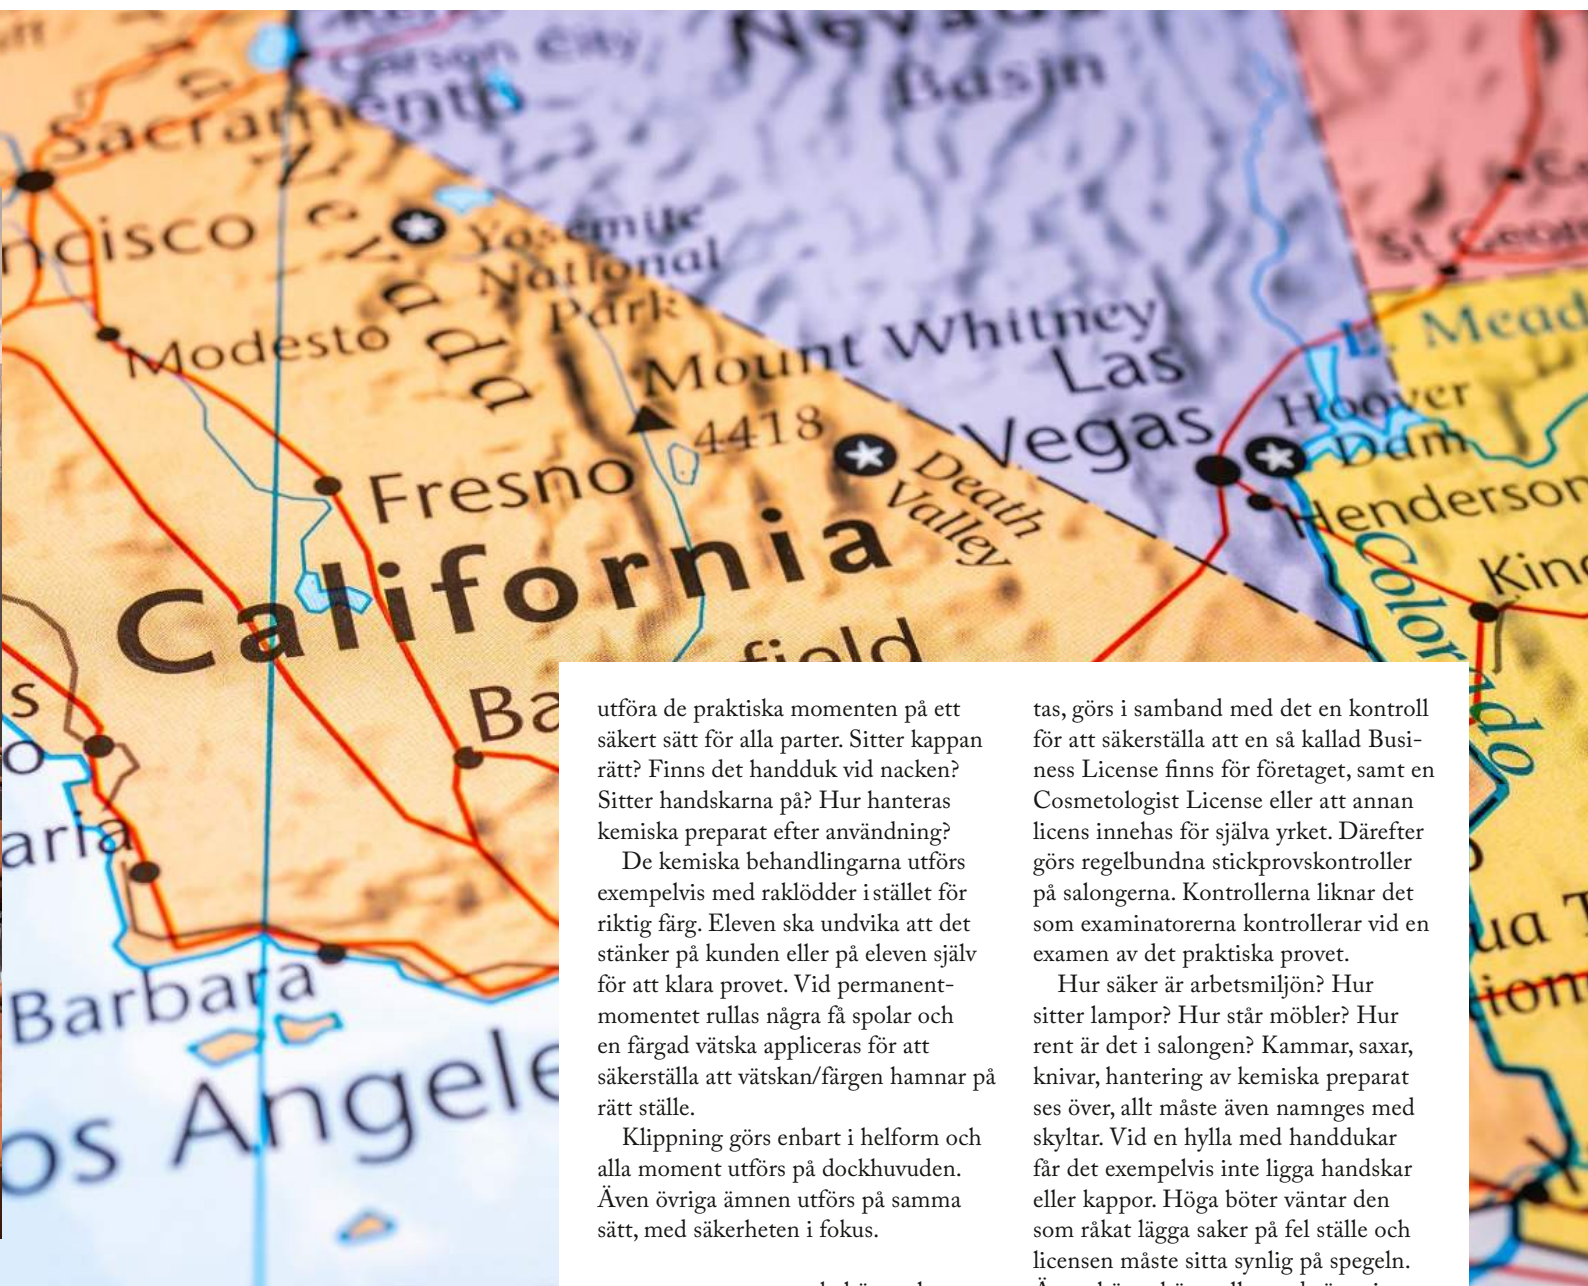 Carson City
Nevada
Basin
Sacramento
Nevada
ncisco
Yosemite
National
Park
St. Georg
Modesto
Mount Whitney
4418
Las
Vegas
L. Mead
Hoover
Dam
Fresno
Death
Valley
Henderson
California
Colorado
King
Ba
field
s
o
aria
Barbara
os Angele
ua T
ion
utföra de praktiska momenten på ett
säkert sätt för alla parter. Sitter kappan
rätt? Finns det handduk vid nacken?
Sitter handskarna på? Hur hanteras
kemiska preparat efter användning?
De kemiska behandlingarna utförs
exempelvis med raklödder i stället för
riktig färg. Eleven ska undvika att det
stänker på kunden eller på eleven själv
för att klara provet. Vid permanent-
momentet rullas några få spolar och
en färgad vätska appliceras för att
säkerställa att vätskan/färgen hamnar på
rätt ställe.
Klippning görs enbart i helform och
alla moment utförs på dockhuvuden.
Även övriga ämnen utförs på samma
sätt, med säkerheten i fokus.
tas, görs i samband med det en kontroll
för att säkerställa att en så kallad Busi-
ness License finns för företaget, samt en
Cosmetologist License eller att annan
licens innehas för själva yrket. Därefter
görs regelbundna stickprovskontroller
på salongerna. Kontrollerna liknar det
som examinatorerna kontrollerar vid en
examen av det praktiska provet.
Hur säker är arbetsmiljön? Hur
sitter lampor? Hur står möbler? Hur
rent är det i salongen? Kammar, saxar,
knivar, hantering av kemiska preparat
ses över, allt måste även namnges med
skyltar. Vid en hylla med handdukar
får det exempelvis inte ligga handskar
eller kappor. Höga böter väntar den
som råkat lägga saker på fel ställe och
licensen måste sitta synlig på spegeln.